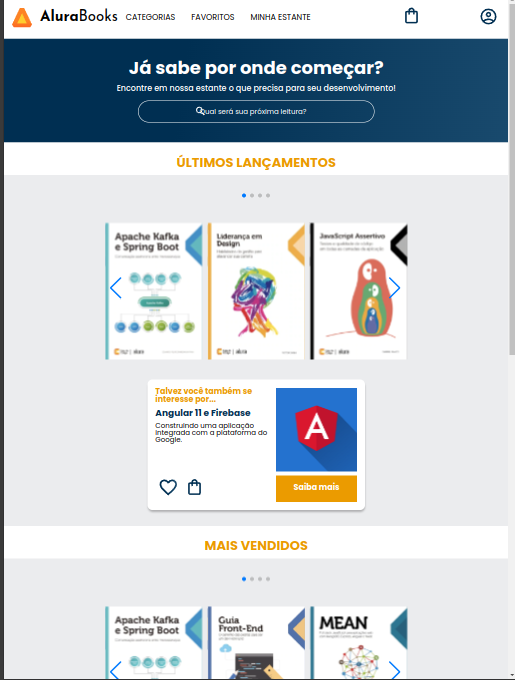 AluraBooks CATEGORIAS FAVORITOS MINHA ESTANTE
Já sabe por onde começar?
Encontre em nossa estante o que precisa para seu desenvolvimento!
Qual será sua próxima leitura?
ÚLTIMOS LANÇAMENTOS
Apache Kafka
e Spring Boot
Liderança em
Design
JavaScript Assertivo
alura
alura
alura
Talvez você também se
interesse por...
Angular 11 e Firebase
Construindo uma aplicação
integrada com a plataforma do
Google.
A
Saiba mais
MAIS VENDIDOS
Apache Kafka
e Spring Boot
Guia
Front-End
MEAN